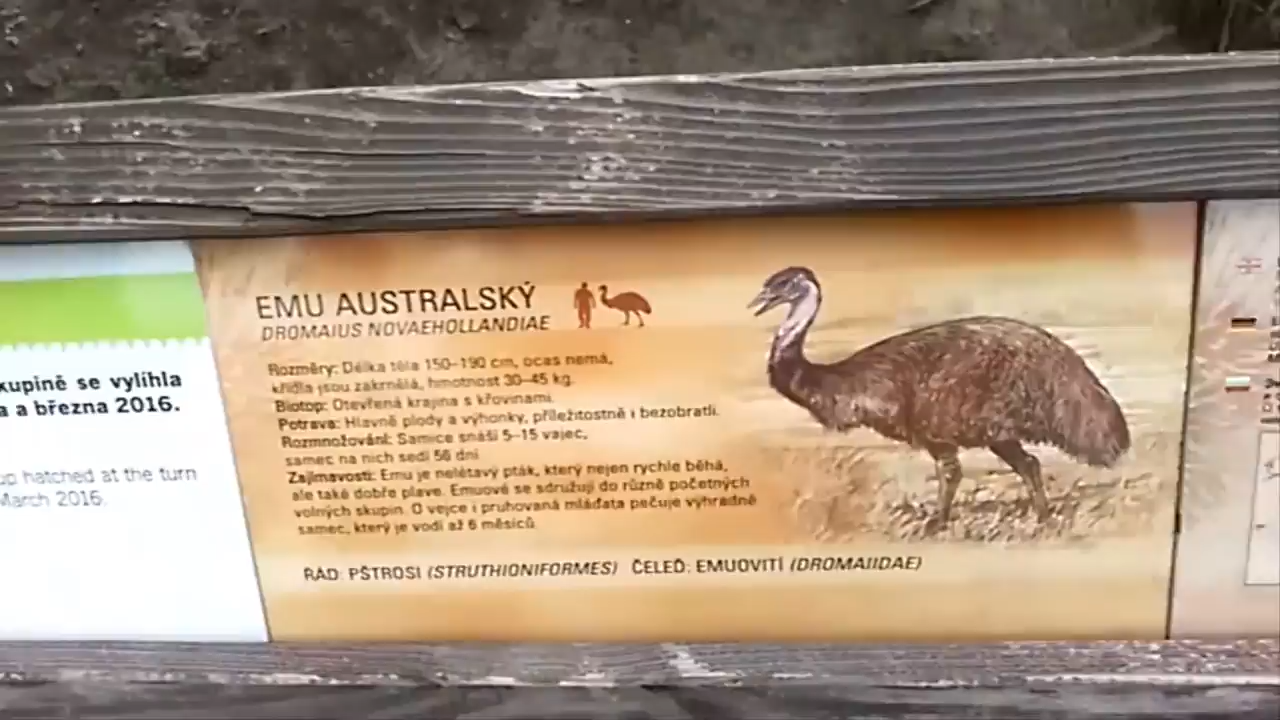 kupině se vylíhla
a a března 2016.
up hatched at the turn
March 2016.
EMU AUSTRALSKÝ
DROMAIUS NOVAEHOLLANDIAE
Rozměry: Délka těla 150–190 cm, ocas nemá,
křídla jsou zakrnělá, hmotnost 30–45 kg.
Biotop: Otevřená krajina s křovinami.
Potrava: Hlavně plody a výhonky, příležitostně i bezobratlí.
Rozmnožování: Samice snáší 5–15 vajec,
samec na nich sedí 56 dní
Zajímavosti: Emu je nelétavý pták, který nejen rychle běhá,
ale také dobře plave. Emuové se sdružují do různě početných
volných skupin. O vejce i pruhovaná mláďata pečuje výhradně
samec, který je vodí až 6 měsíců.
ŘÁD: PŠTROSI (STRUTHIONIFORMES) ČELEĎ: EMUOVITÍ (DROMAIIDAE)